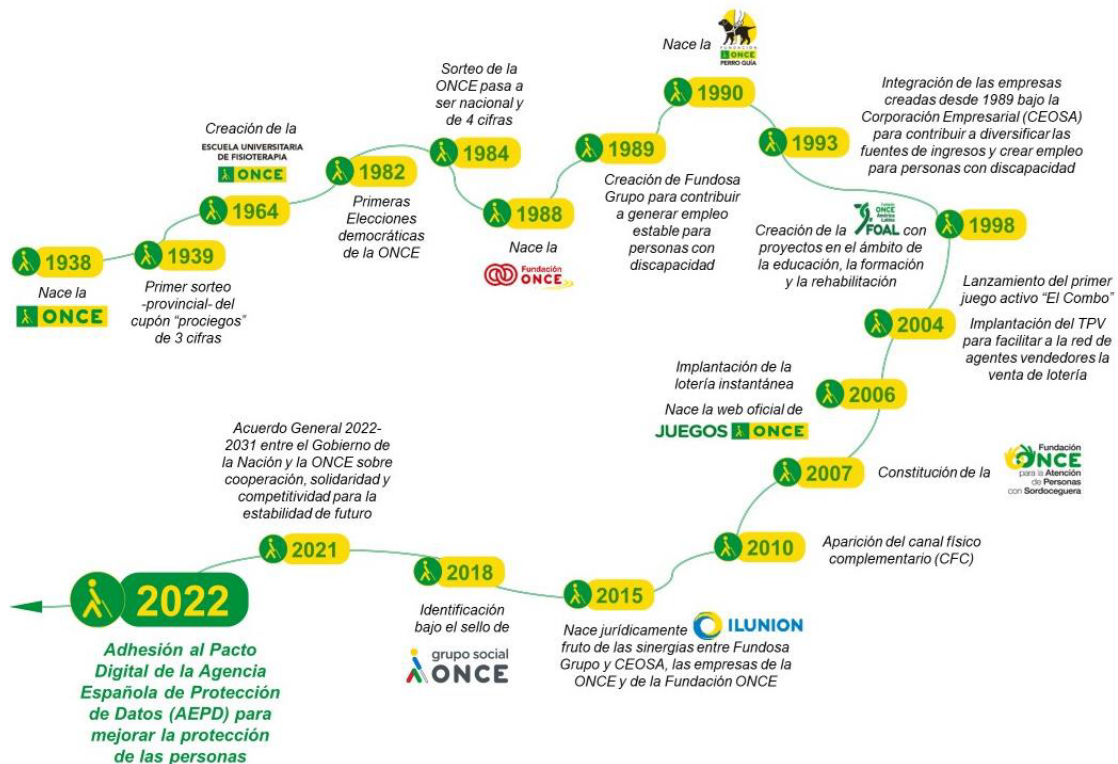 1938
Nace la
ONCE
1939
Primer sorteo
-provincial- del
cupón “prociegos”
de 3 cifras
Creación de la
ESCUELA UNIVERSITARIA
DE FISIOTERAPIA
ONCE
1964
1982
Primeras
Elecciones
democráticas
de la ONCE
Sorteo de la
ONCE pasa a
ser nacional y
de 4 cifras
1984
1988
Nace la
Fundación
ONCE
1989
Creación de Fundosa
Grupo para contribuir
a generar empleo
estable para
personas con
discapacidad
Nace la
FUNDACIÓN
ONCE
PERRO GUÍA
1990
1993
Integración de las empresas
creadas desde 1989 bajo la
Corporación Empresarial (CEOSA)
para contribuir a diversificar las
fuentes de ingresos y crear empleo
para personas con discapacidad
1998
Creación de la Fundación ONCE América Latina FOAL con
proyectos en el ámbito de
la educación, la formación
y la rehabilitación
2004
Lanzamiento del primer
juego activo “El Combo”
Implantación del TPV
para facilitar a la red de
agentes vendedores la
venta de lotería
Implantación de la
lotería instantánea
Nace la web oficial de
JUEGOS ONCE
2006
2007
Constitución de la
Fundación
ONCE
para la Atención
de Personas
con Sordoceguera
2010
Aparición del canal físico
complementario (CFC)
2015
Nace jurídicamente ILUNION
fruto de las sinergias entre Fundosa
Grupo y CEOSA, las empresas de la
ONCE y de la Fundación ONCE
2018
Identificación
bajo el sello de
grupo social
ONCE
Acuerdo General 2022-
2031 entre el Gobierno de
la Nación y la ONCE sobre
cooperación, solidaridad y
competitividad para la
estabilidad de futuro
2021
2022
Adhesión al Pacto
Digital de la Agencia
Española de Protección
de Datos (AEPD) para
mejorar la protección
de las personas